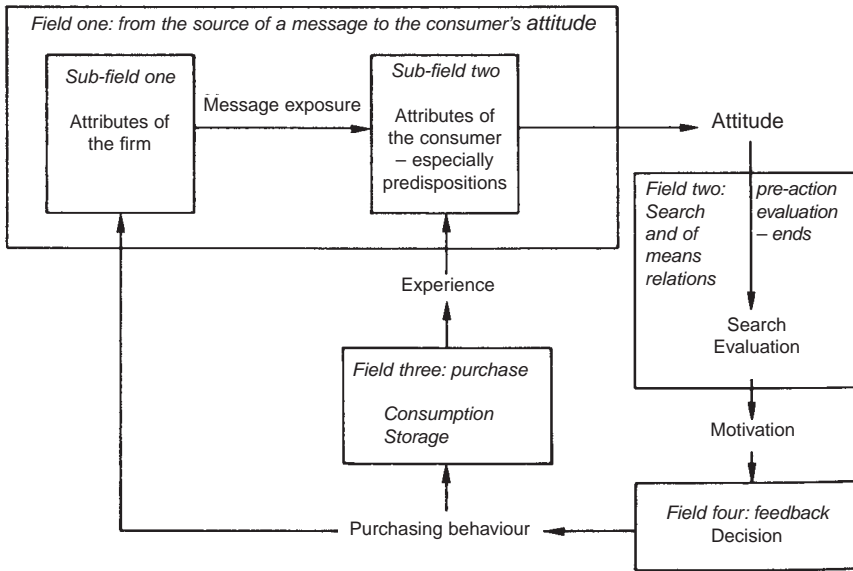 Field one: from the source of a message to the consumer's attitude
Sub-field one
Attributes of
the firm
Message exposure
Sub-field two
Attributes of
the consumer
– especially
predispositions
Attitude
Field two: pre-action
Search evaluation
and of – ends
means
relations
Search
Evaluation
Motivation
Field four: feedback
Decision
Purchasing behaviour
Field three: purchase
Consumption
Storage
Experience